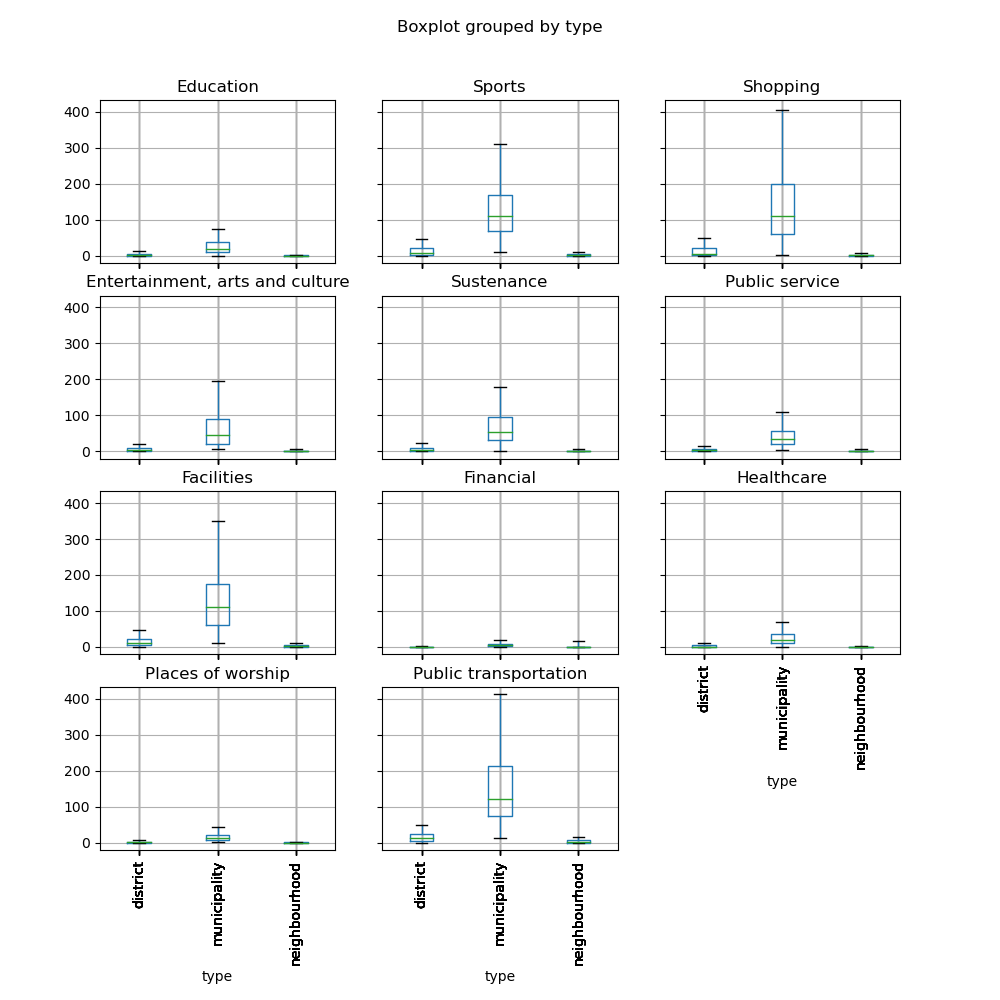 Boxplot grouped by type
Education
Sports
Shopping
400
300
200
100
0
Entertainment, arts and culture
Sustenance
Public service
400
300
200
100
0
Facilities
Financial
Healthcare
400
300
200
100
0
district
municipality
neighbourhood
type
Places of worship
Public transportation
400
300
200
100
0
district
municipality
neighbourhood
type
district
municipality
neighbourhood
type